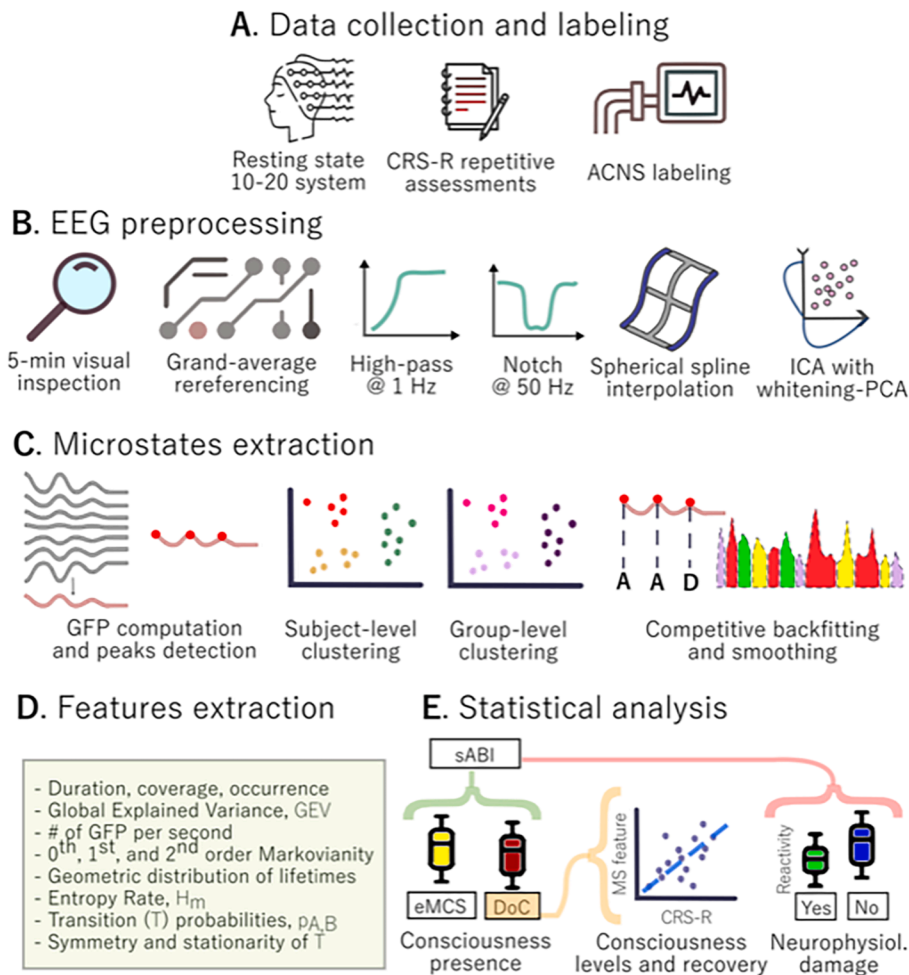 A. Data collection and labeling
Resting state
10-20 system
CRS-R repetitive
assessments
ACNS labeling
B. EEG preprocessing
5-min visual
inspection
Grand-average
rereferencing
High-pass
@ 1 Hz
Notch
@ 50 Hz
Spherical spline
interpolation
ICA with
whitening-PCA
C. Microstates extraction
A A D
GFP computation
and peaks detection
Subject-level
clustering
Group-level
clustering
Competitive backfitting
and smoothing
D. Features extraction
- Duration, coverage, occurrence
- Global Explained Variance, GEV
- # of GFP per second
- 0th, 1st, and 2nd order Markovianity
- Geometric distribution of lifetimes
- Entropy Rate, Hm
- Transition (T) probabilities, pA,B
- Symmetry and stationarity of T
E. Statistical analysis
sABI
eMCS
DoC
Consciousness
presence
MS feature
CRS-R
Consciousness
levels and recovery
Reactivity
Yes
No
Neurophysiol.
damage